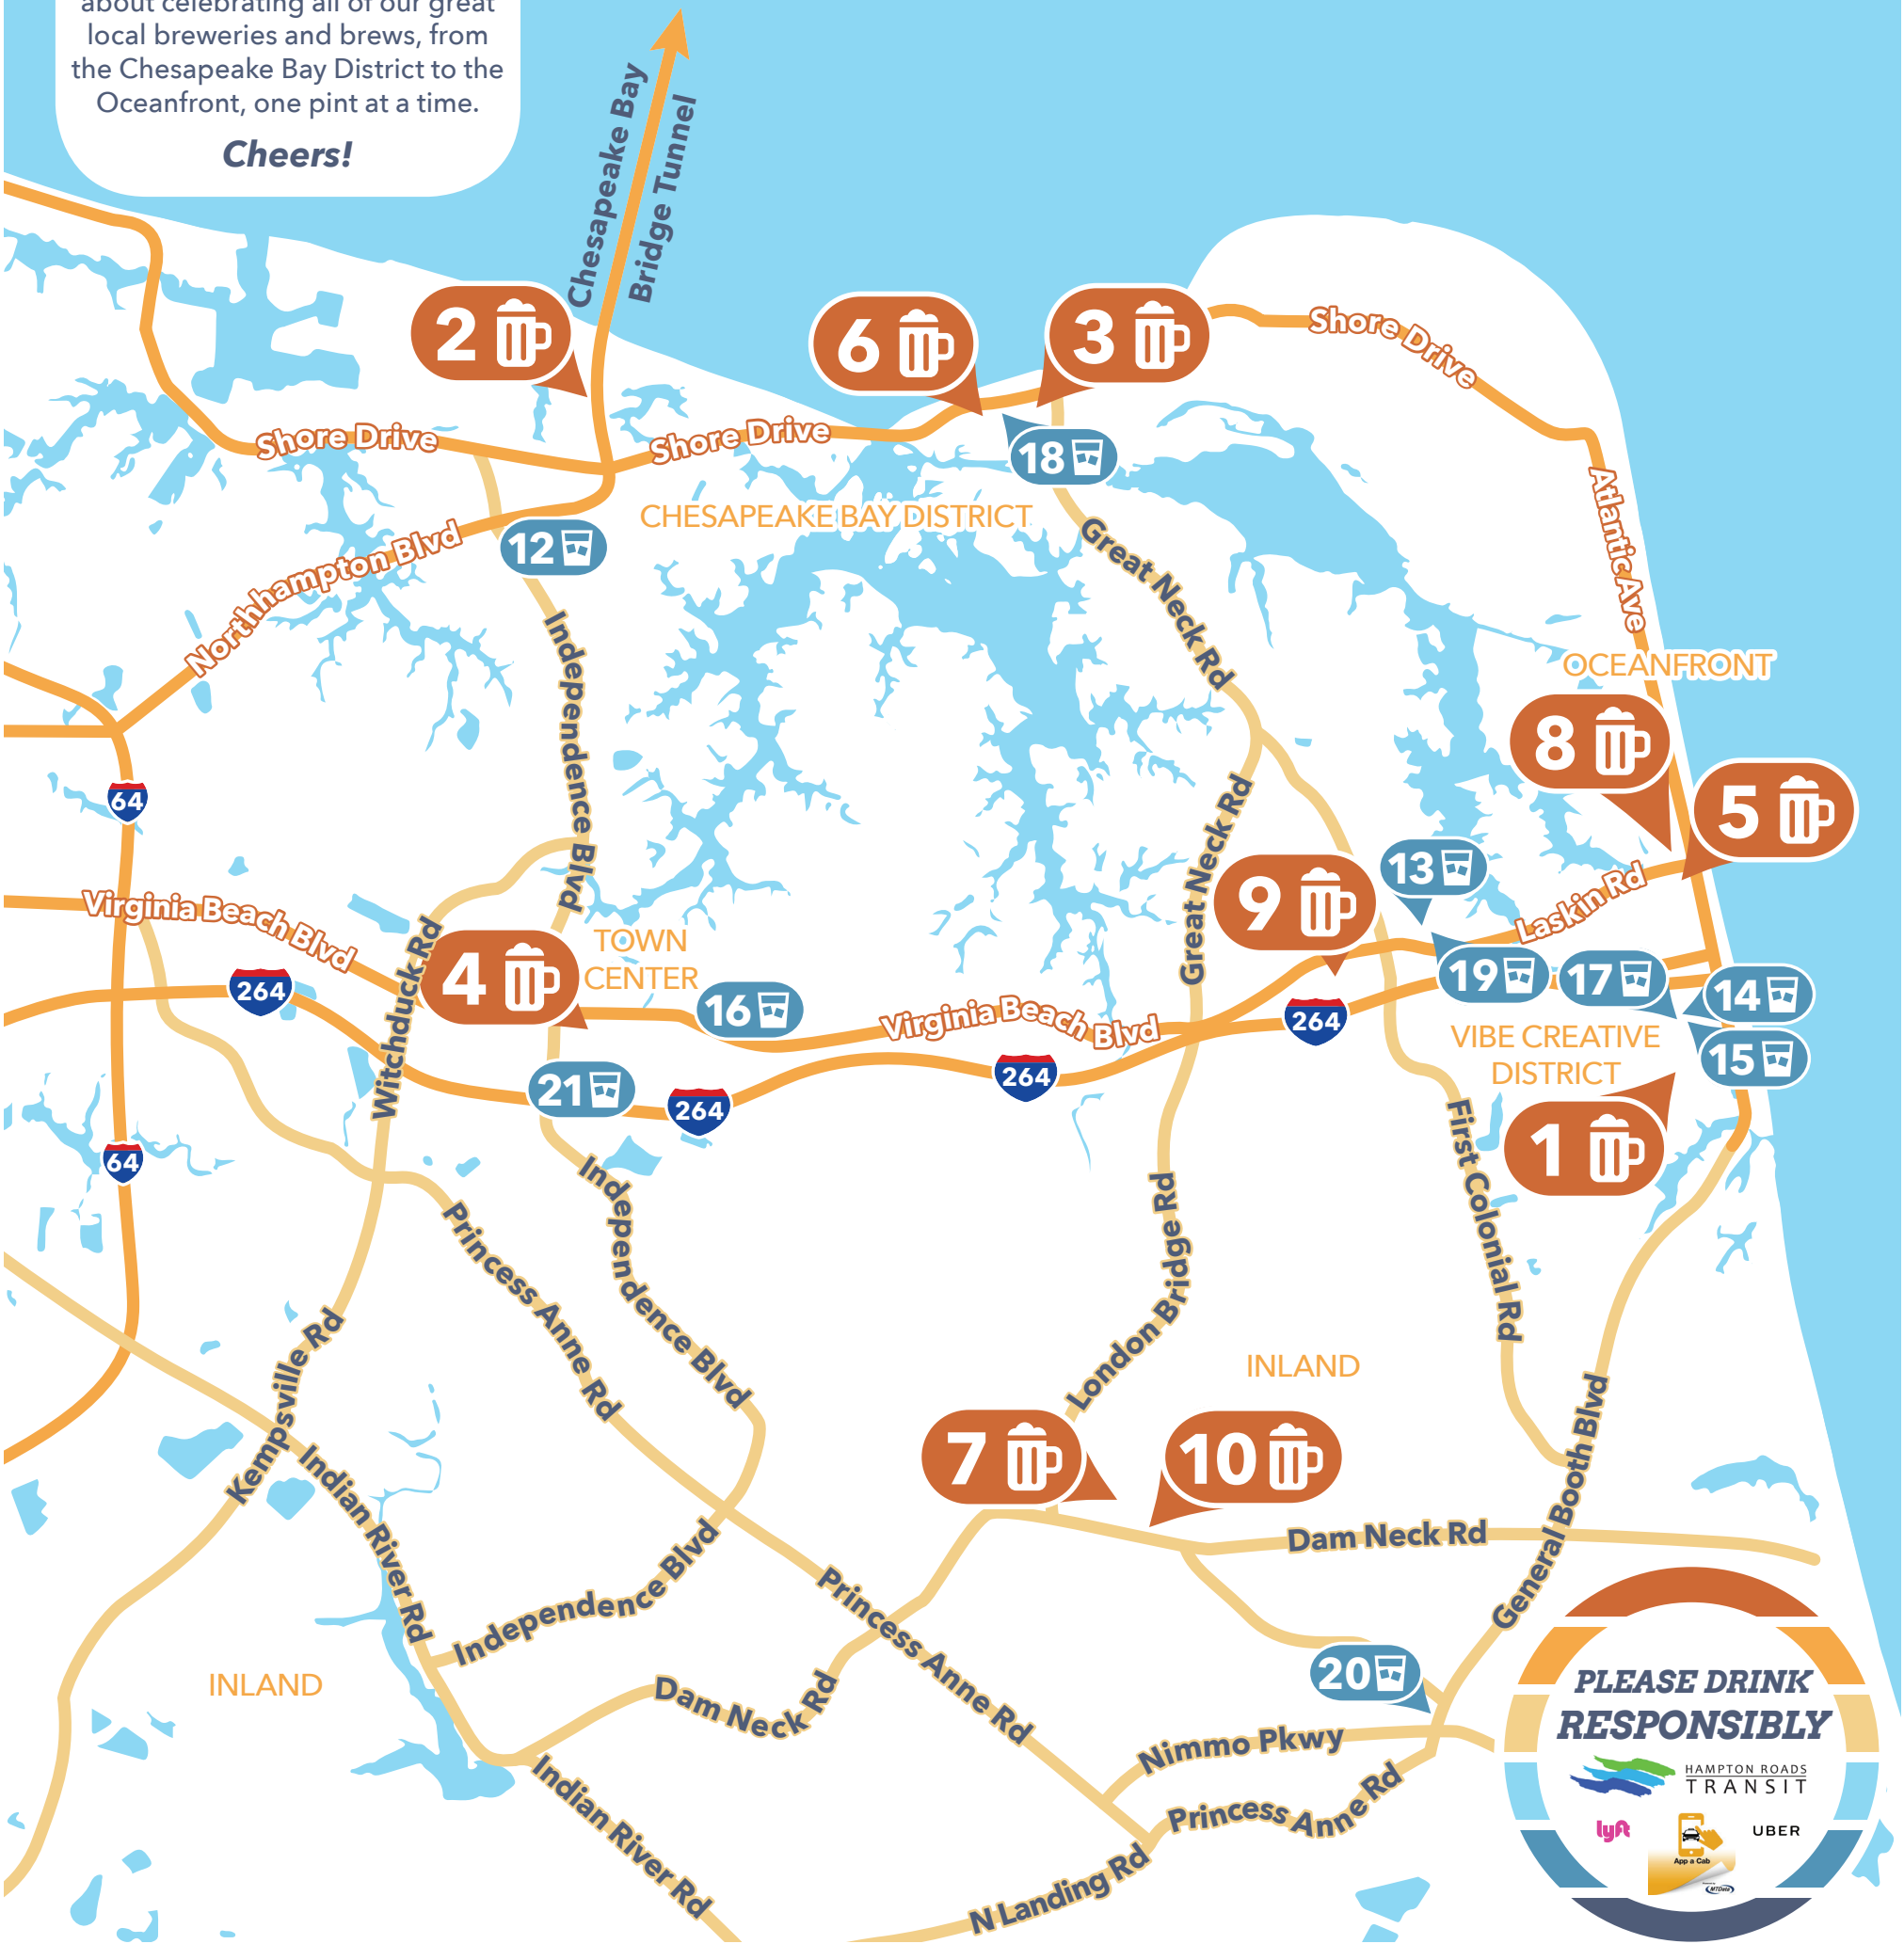 about celebrating all of our great
local breweries and brews, from
the Chesapeake Bay District to the
Oceanfront, one pint at a time.
Cheers!
Chesapeake Bay
Bridge Tunnel
2
6
3
Shore Drive
Shore Drive
Shore Drive
18
CHESAPEAKE BAY DISTRICT
12
Northhampton Blvd
Great Neck Rd
Atlantic Ave
Independence Blvd
OCEANFRONT
8
5
64
Great Neck Rd
13
9
Laskin Rd
Virginia Beach Blvd
Witchduck Rd
4
TOWN
CENTER
264
16
19
17
14
Virginia Beach Blvd
264
VIBE CREATIVE
DISTRICT
15
21
264
264
64
1
First Colonial Rd
Independence Blvd
Princess Anne Rd
London Bridge Rd
Kempsville Rd
INLAND
7
10
Indian River Rd
General Booth Blvd
Dam Neck Rd
Independence Blvd
Princess Anne Rd
20
INLAND
Dam Neck Rd
Nimmo Pkwy
Princess Anne Rd
Indian River Rd
N Landing Rd
PLEASE DRINK
RESPONSIBLY
HAMPTON ROADS
TRANSIT
lyft
App a Cab
UBER
MTData